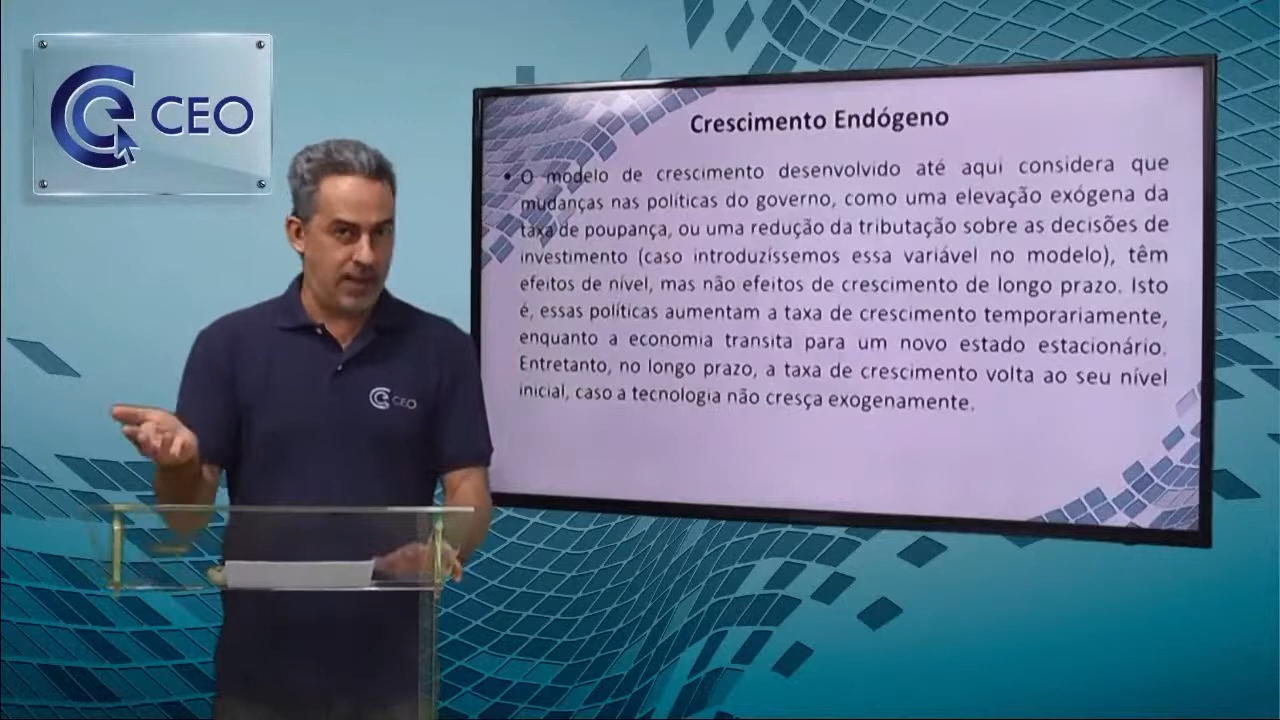 CEO
Crescimento Endógeno
• O modelo de crescimento desenvolvido até aqui considera que
mudanças nas políticas do governo, como uma elevação exógena da
taxa de poupança, ou uma redução da tributação sobre as decisões de
investimento (caso introduzíssemos essa variável no modelo), têm
efeitos de nível, mas não efeitos de crescimento de longo prazo. Isto
é, essas políticas aumentam a taxa de crescimento temporariamente,
enquanto a economia transita para um novo estado estacionário.
Entretanto, no longo prazo, a taxa de crescimento volta ao seu nível
inicial, caso a tecnologia não cresça exogenamente.
CEO